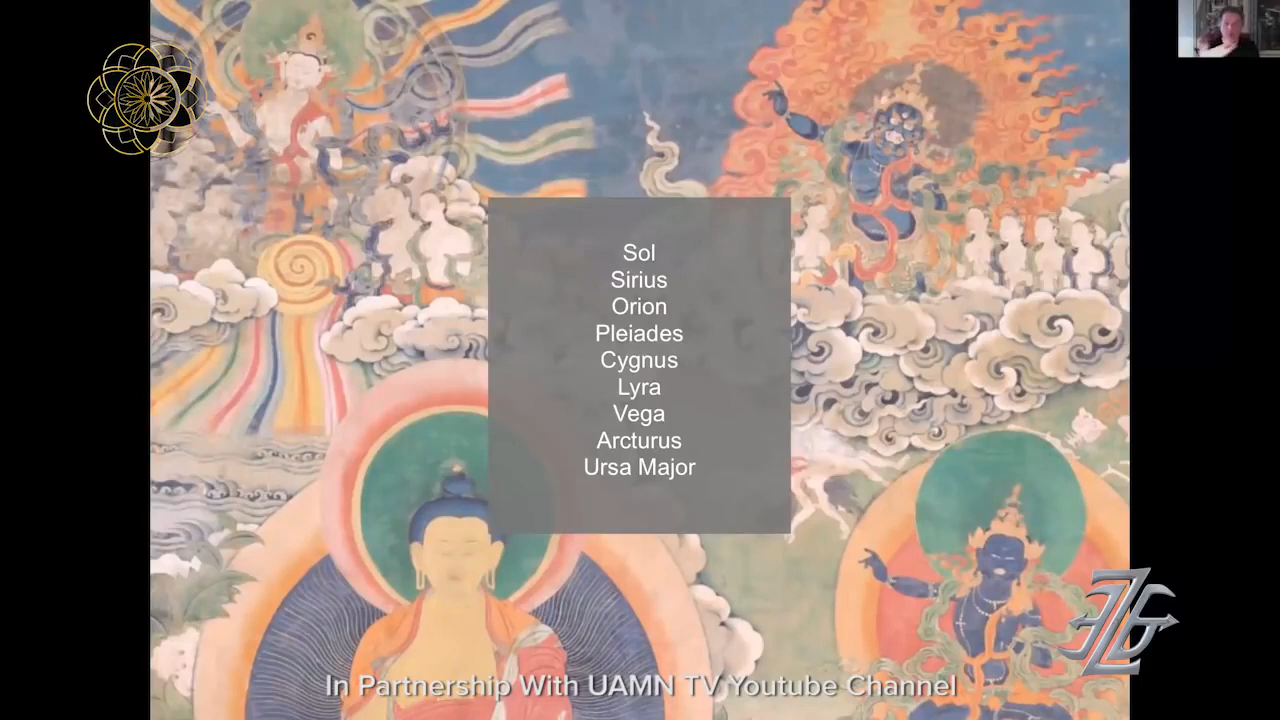 Sol
Sirius
Orion
Pleiades
Cygnus
Lyra
Vega
Arcturus
Ursa Major
In Partnership With UAMN TV Youtube Channel